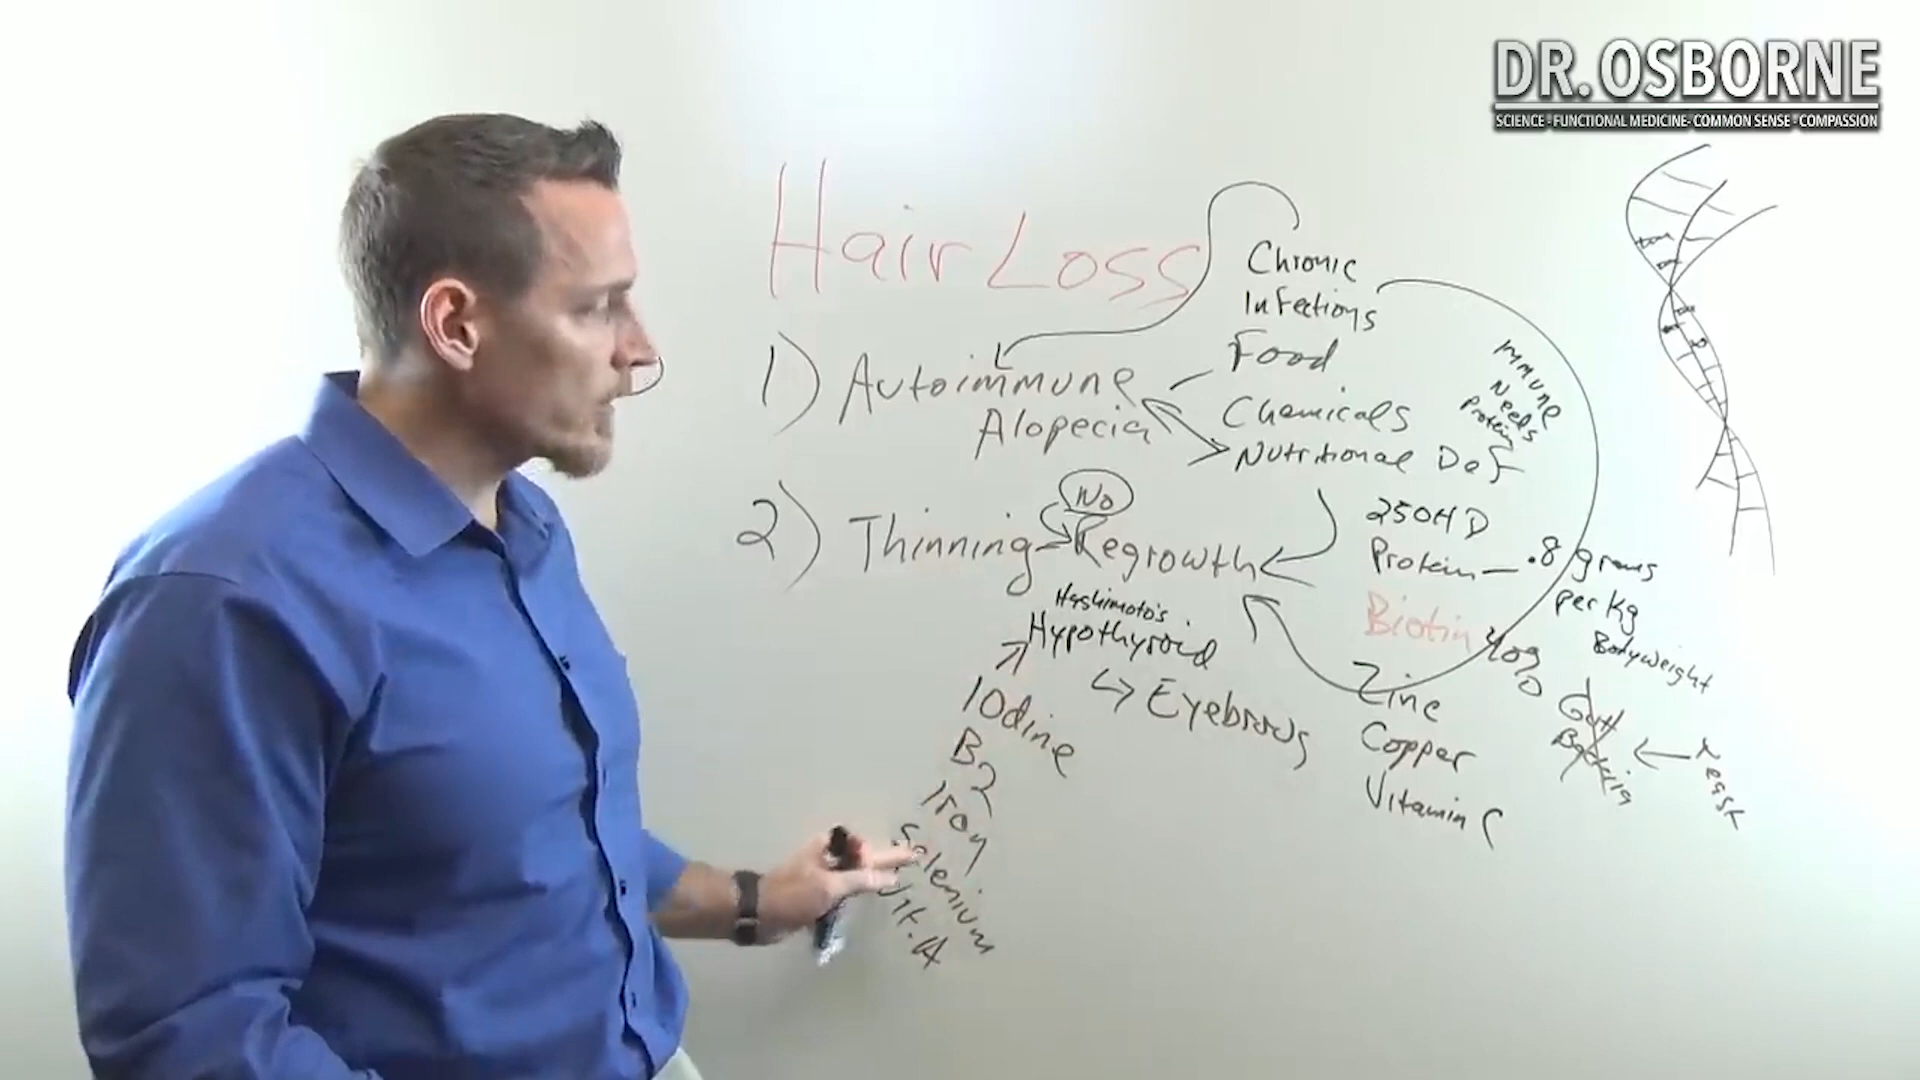 DR. OSBORNE
SCIENCE - FUNCTIONAL MEDICINE - COMMON SENSE - COMPASSION
Hair Loss
1) Autoimmune
Alopecia
Chronic
Infections
Food
Chemicals
Nutritional Def
Immune
Needs
Protein
2) Thinning - Regrowth
No
Hashimoto's
Hypothyroid
Eyebrows
Iodine
B2
Iron
Selenium
Vit. A
25OHD
Protein - .8 grams
per Kg
Bodyweight
Biotin
Zinc
Copper
Vitamin C
Gut
Bacteria
Yeast